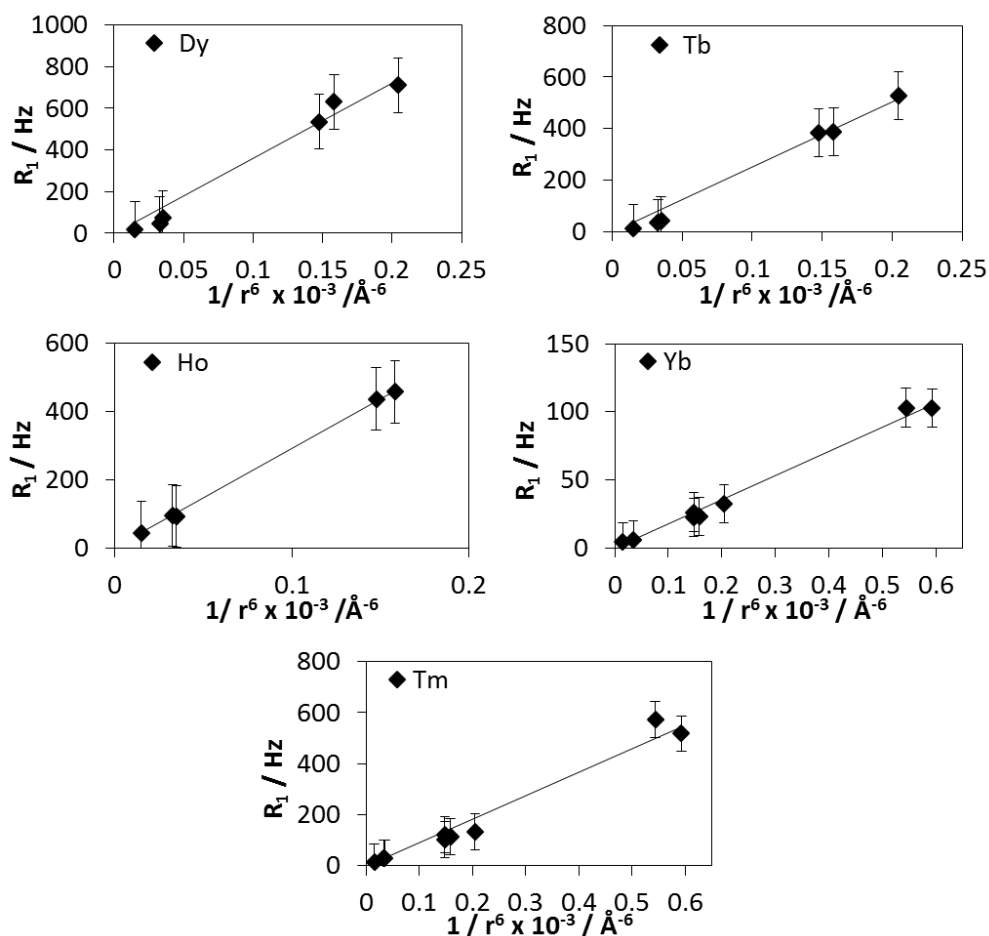 Dy
1000
800
600
400
200
0
R₁ / Hz
0 0.05 0.1 0.15 0.2 0.25
1/ r⁶ x 10⁻³ /Å⁻⁶
Tb
800
600
400
200
0
R₁ / Hz
0 0.05 0.1 0.15 0.2 0.25
1/ r⁶ x 10⁻³ /Å⁻⁶
Ho
600
400
200
0
R₁ / Hz
0 0.1 0.2
1/ r⁶ x 10⁻³ /Å⁻⁶
Yb
150
100
50
0
R₁ / Hz
0 0.1 0.2 0.3 0.4 0.5 0.6
1/ r⁶ x 10⁻³ / Å⁻⁶
Tm
800
600
400
200
0
R₁ / Hz
0 0.1 0.2 0.3 0.4 0.5 0.6
1/ r⁶ x 10⁻³ / Å⁻⁶